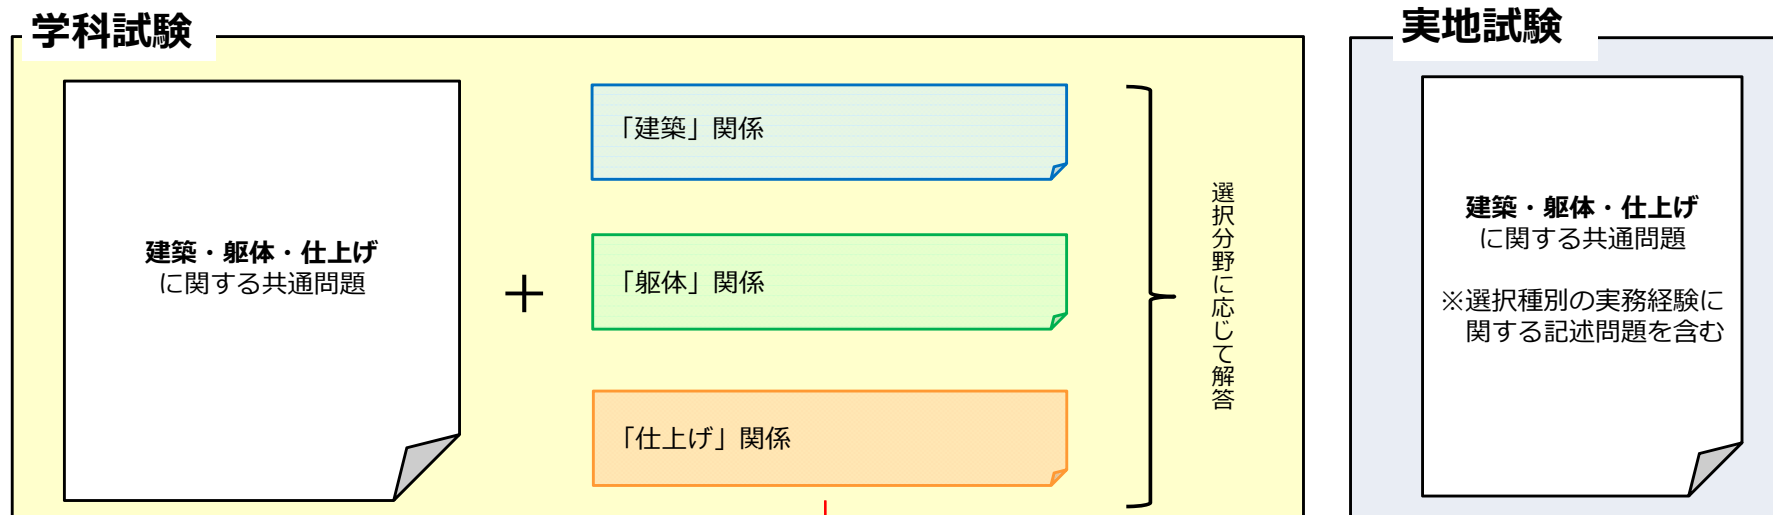 学科試験
建築・躯体・仕上げ
に関する共通問題
＋
「建築」関係
「躯体」関係
「仕上げ」関係
選択分野に応じて解答
実地試験
建築・躯体・仕上げ
に関する共通問題
※選択種別の実務経験に
関する記述問題を含む